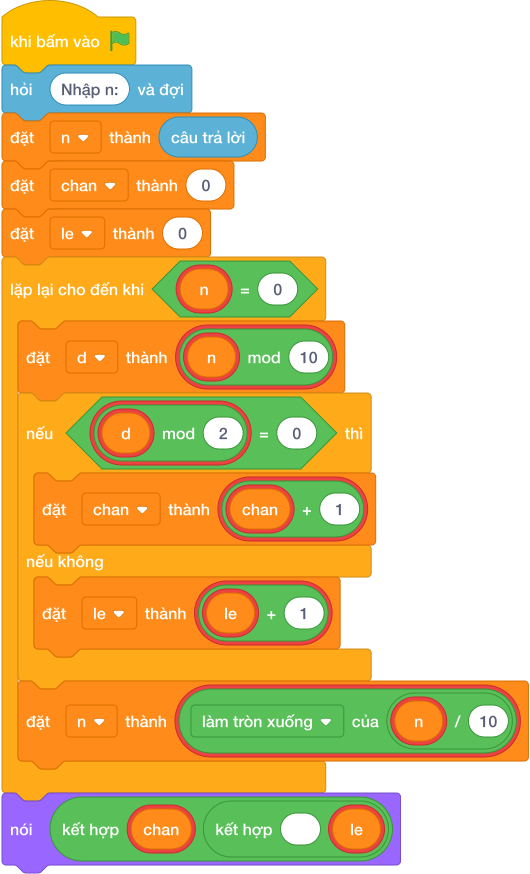 khi bấm vào
hỏi Nhập n: và đợi
đặt n thành câu trả lời
đặt chan thành 0
đặt le thành 0
lặp lại cho đến khi n = 0
đặt d thành n mod 10
nếu d mod 2 = 0 thì
đặt chan thành chan + 1
nếu không
đặt le thành le + 1
đặt n thành làm tròn xuống của n / 10
nói kết hợp chan kết hợp le